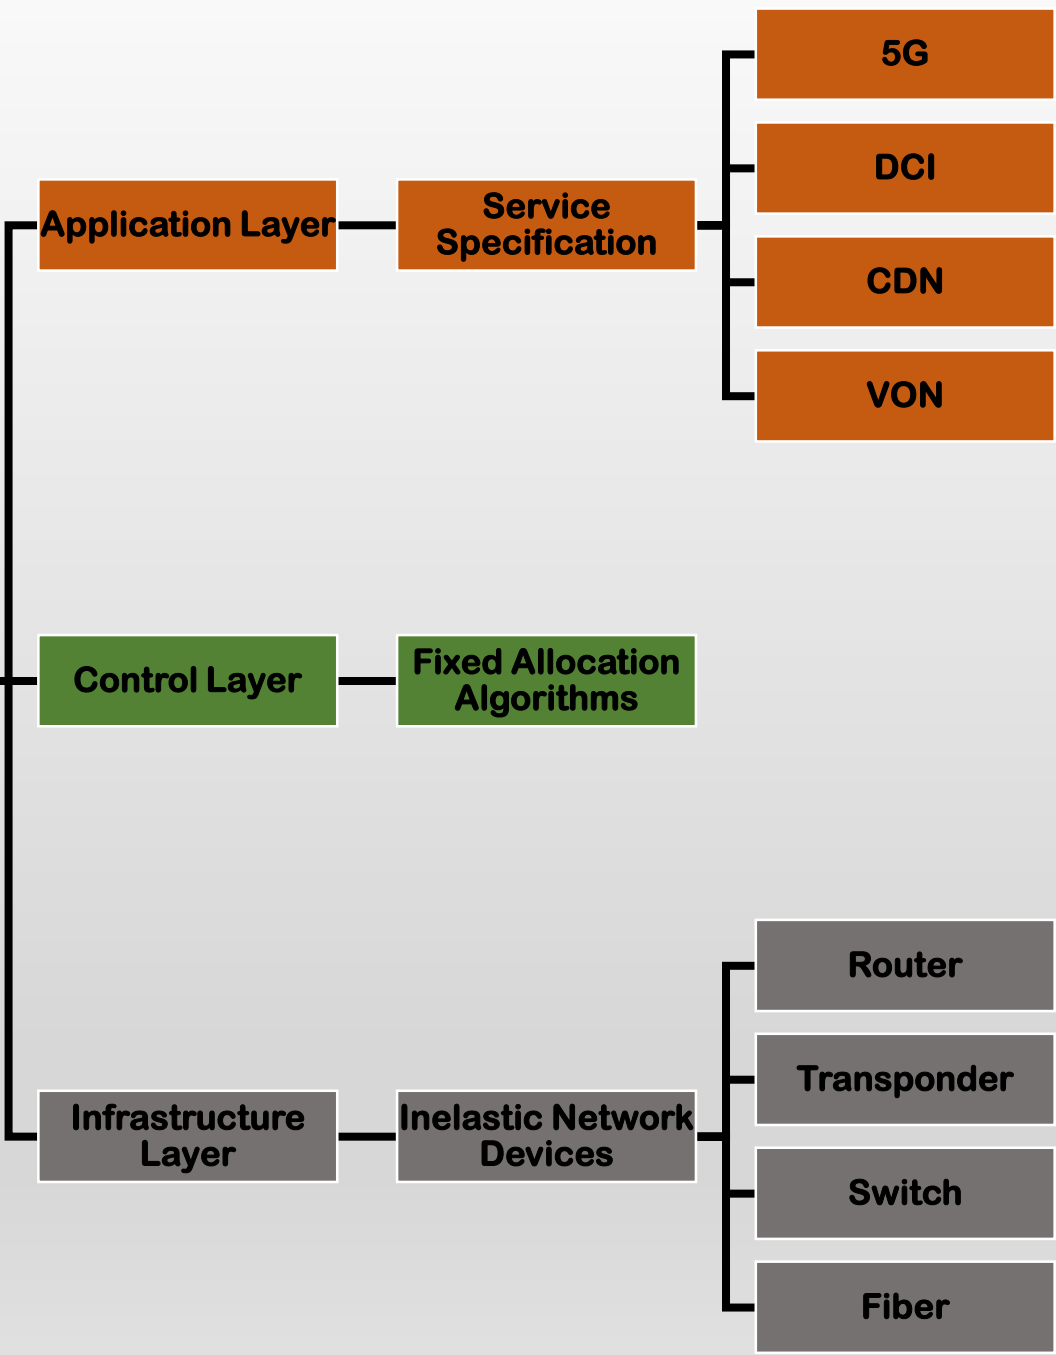 5G
DCI
Application Layer
Service
Specification
CDN
VON
Control Layer
Fixed Allocation
Algorithms
Router
Transponder
Infrastructure
Layer
Inelastic Network
Devices
Switch
Fiber